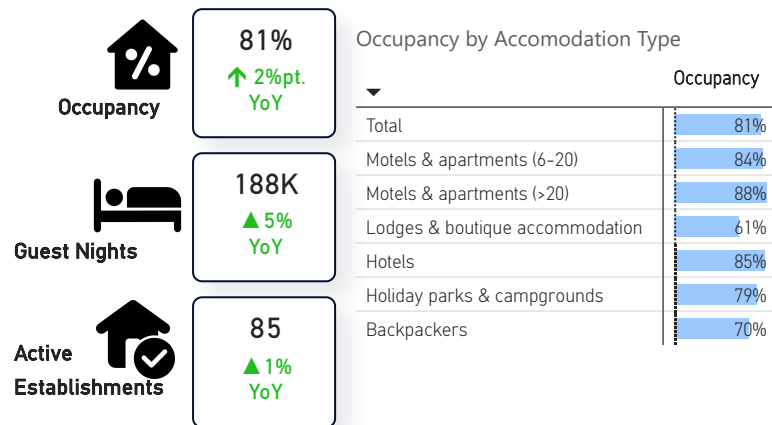 Occupancy
81%
2%pt.
YoY
Guest Nights
188K
▲5%
YoY
Active
Establishments
85
▲1%
YoY
Occupancy by Accomodation Type
Occupancy
Total 81%
Motels & apartments (6-20) 84%
Motels & apartments (>20) 88%
Lodges & boutique accommodation 61%
Hotels 85%
Holiday parks & campgrounds 79%
Backpackers 70%